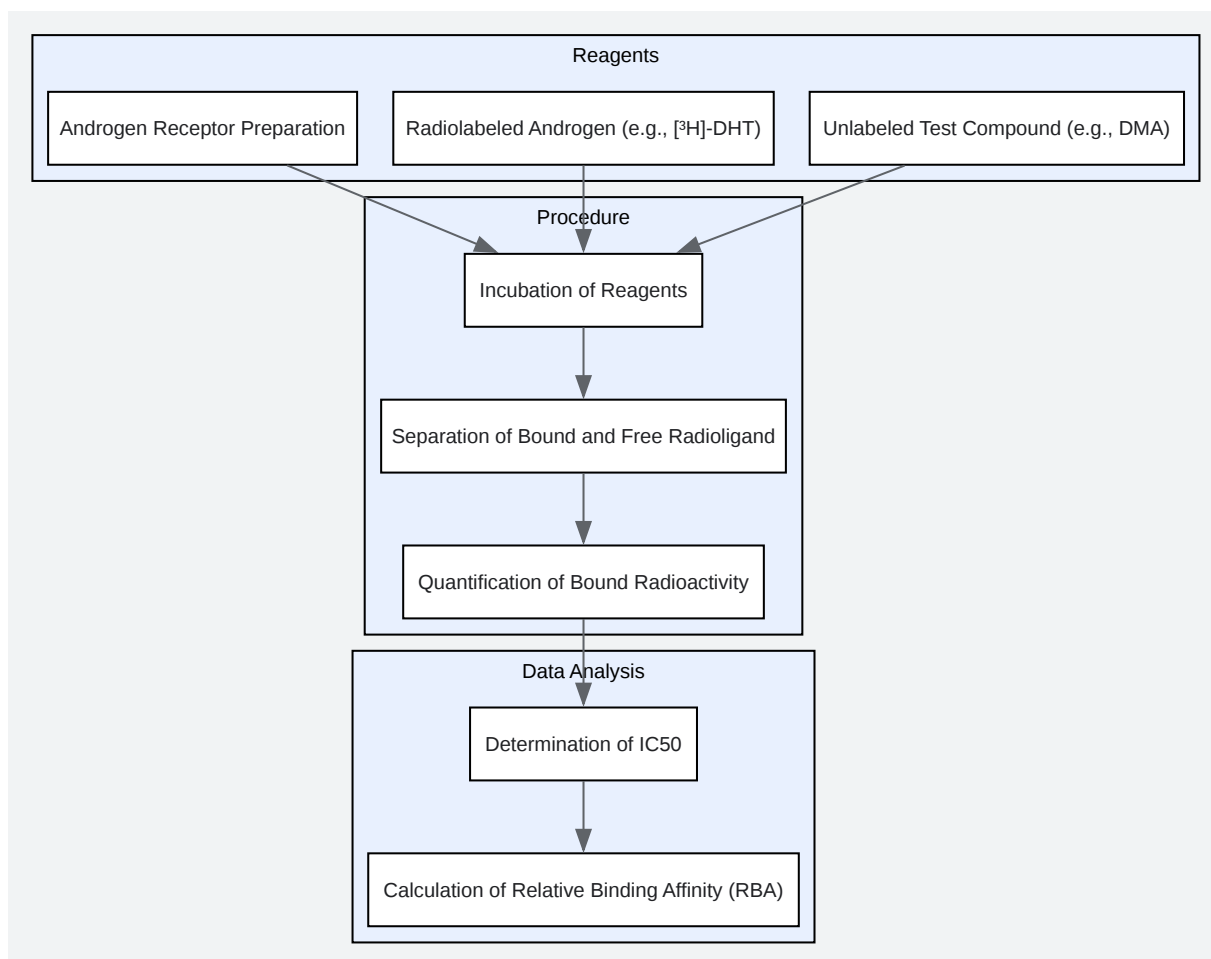 Reagents
Androgen Receptor Preparation
Radiolabeled Androgen (e.g., [³H]-DHT)
Unlabeled Test Compound (e.g., DMA)
Procedure
Incubation of Reagents
Separation of Bound and Free Radioligand
Quantification of Bound Radioactivity
Data Analysis
Determination of IC50
Calculation of Relative Binding Affinity (RBA)